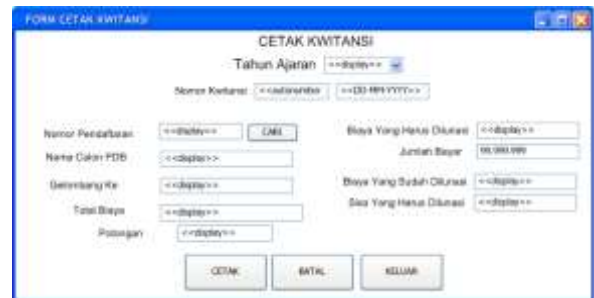 FORM CETAK KWITANSI
CETAK KWITANSI
Tahun Ajaran <<display>>
Nomor Kwitansi <<autonumber <<DD-MM-YYYY>>
Nomor Pendaftaran <<display>> CARI Biaya Yang Harus Dilunasi <<display>>
Nama Calon PDB <<display>> Jumlah Bayar 99.999.999
Gelombang Ke <<display>> Biaya Yang Sudah Dilunasi <<display>>
Total Biaya <<display>> Sisa Yang Harus Dilunasi <<display>>
Potongan <<display>>
CETAK BATAL KELUAR